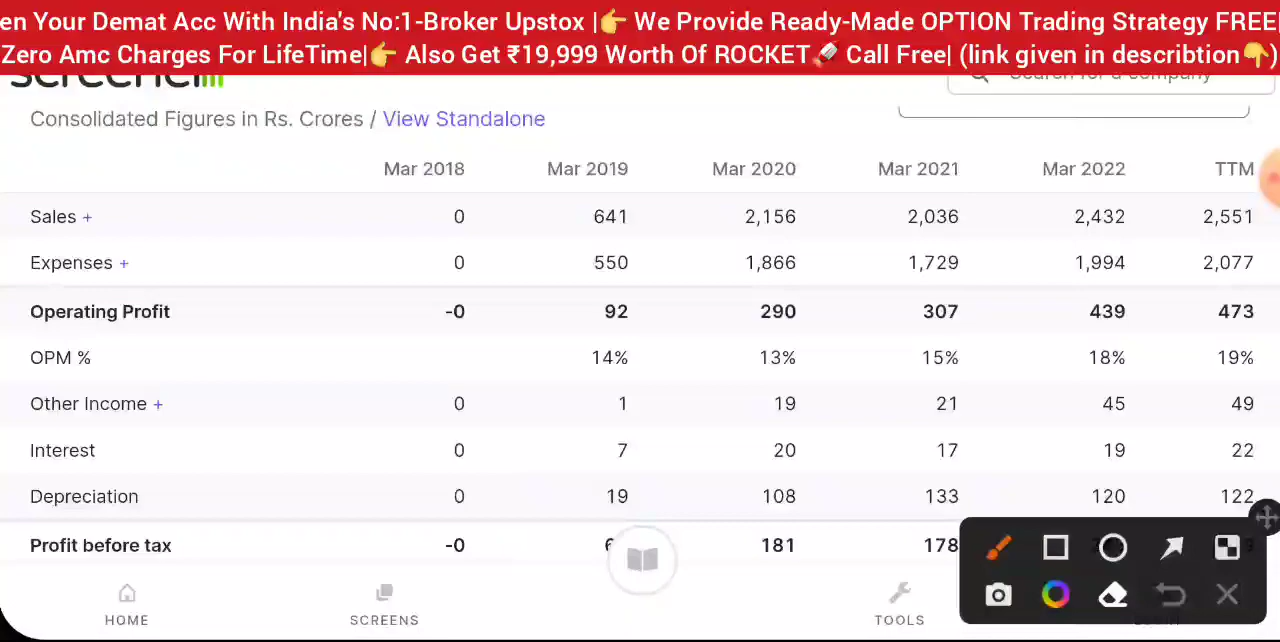 en Your Demat Acc With India's No:1-Broker Upstox |👉 We Provide Ready-Made OPTION Trading Strategy FREE
Zero Amc Charges For LifeTime|👉 Also Get ₹19,999 Worth Of ROCKET🚀 Call Free| (link given in describtion👇)
screener
Search for a company
Consolidated Figures in Rs. Crores / View Standalone
Mar 2018 Mar 2019 Mar 2020 Mar 2021 Mar 2022 TTM
Sales + 0 641 2,156 2,036 2,432 2,551
Expenses + 0 550 1,866 1,729 1,994 2,077
Operating Profit -0 92 290 307 439 473
OPM % 14% 13% 15% 18% 19%
Other Income + 0 1 19 21 45 49
Interest 0 7 20 17 19 22
Depreciation 0 19 108 133 120 122
Profit before tax -0 181 178
HOME SCREENS TOOLS